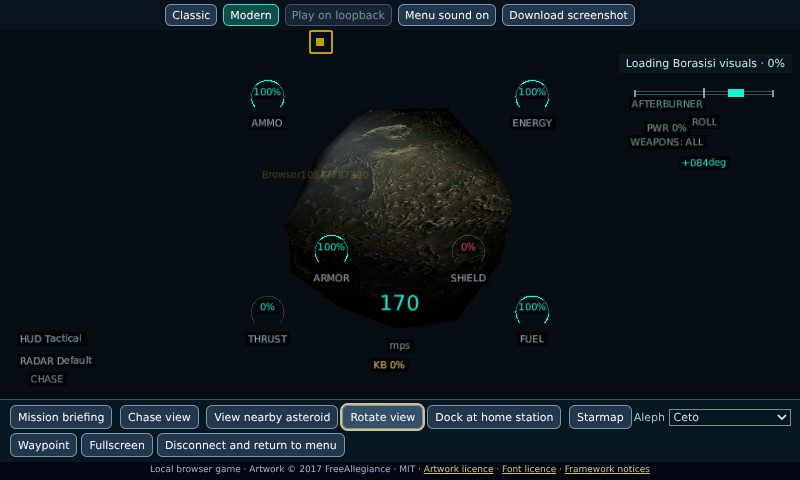 Classic Modern Play on loopback Menu sound on Download screenshot
Loading Borasisi visuals · 0%
100% 100%
AMMO ENERGY
AFTERBURNER
ROLL
PWR 0%
WEAPONS: ALL
+084deg
100% 0%
ARMOR SHIELD
170
0% 100%
THRUST FUEL
mps
KB 0%
HUD Tactical
RADAR Default
CHASE
Mission briefing Chase view View nearby asteroid Rotate view Dock at home station Starmap Aleph Ceto
Waypoint Fullscreen Disconnect and return to menu
Local browser game · Artwork © 2017 FreeAllegiance · MIT · Artwork licence · Font licence · Framework notices